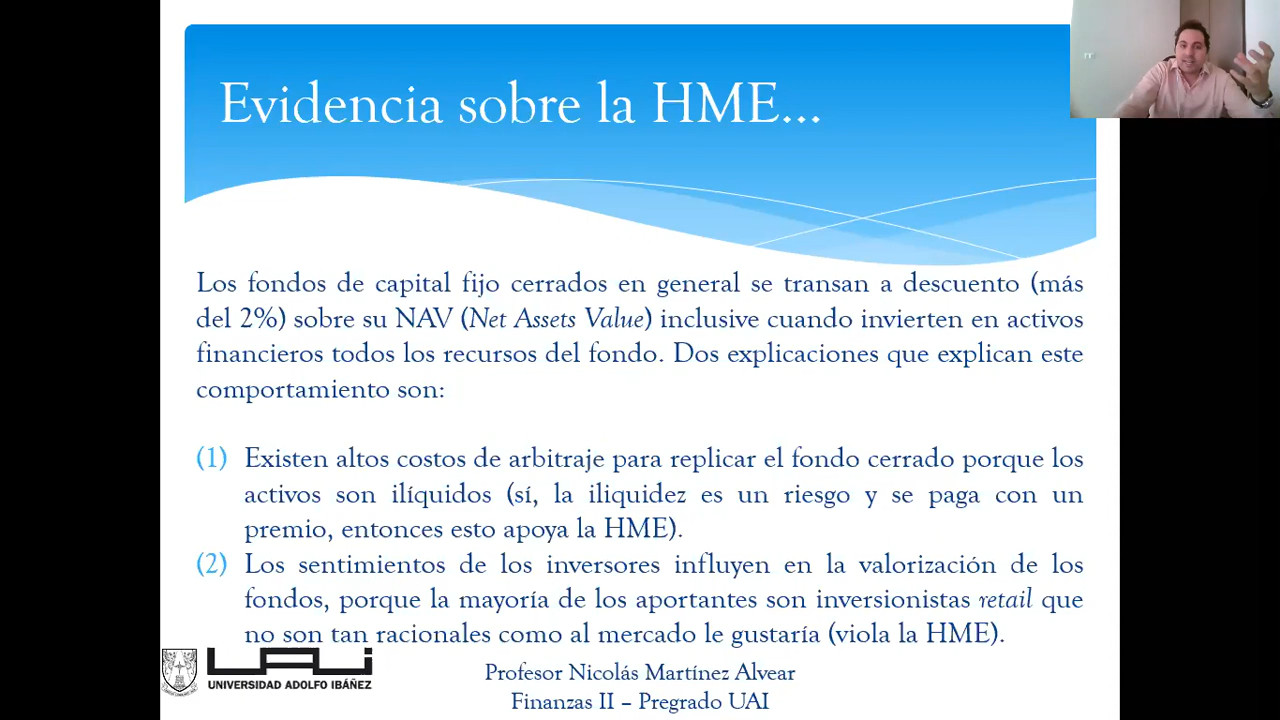 Evidencia sobre la HME...
Los fondos de capital fijo cerrados en general se transan a descuento (más
del 2%) sobre su NAV (Net Assets Value) inclusive cuando invierten en activos
financieros todos los recursos del fondo. Dos explicaciones que explican este
comportamiento son:
(1) Existen altos costos de arbitraje para replicar el fondo cerrado porque los
activos son ilíquidos (sí, la iliquidez es un riesgo y se paga con un
premio, entonces esto apoya la HME).
(2) Los sentimientos de los inversores influyen en la valorización de los
fondos, porque la mayoría de los aportantes son inversionistas retail que
no son tan racionales como al mercado le gustaría (viola la HME).
UAI
UNIVERSIDAD ADOLFO IBÁÑEZ
Profesor Nicolás Martínez Alvear
Finanzas II – Pregrado UAI